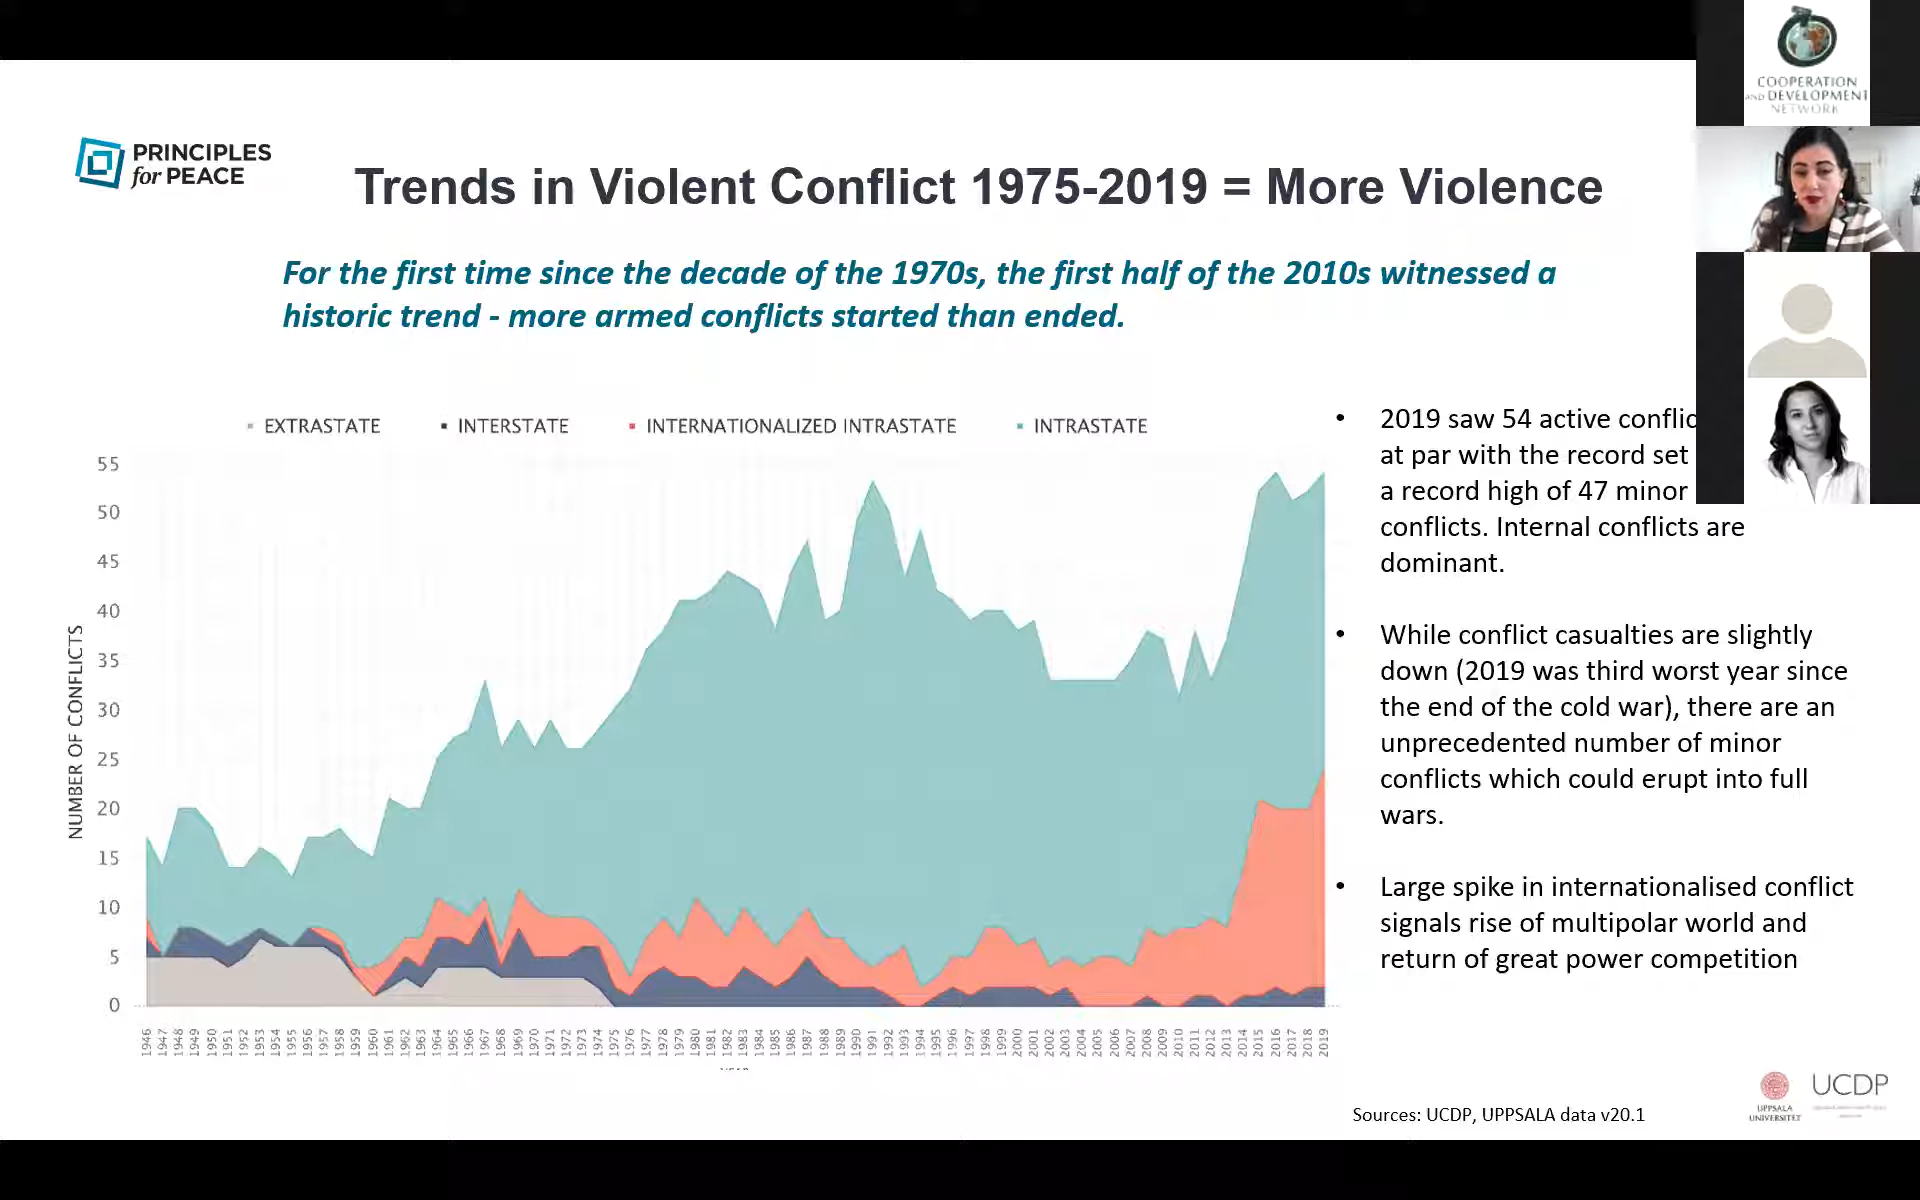 COOPERATION
AND DEVELOPMENT
NETWORK
PRINCIPLES
for PEACE
Trends in Violent Conflict 1975-2019 = More Violence
For the first time since the decade of the 1970s, the first half of the 2010s witnessed a
historic trend - more armed conflicts started than ended.
EXTRASTATE INTERSTATE INTERNATIONALIZED INTRASTATE INTRASTATE
NUMBER OF CONFLICTS
55
50
45
40
35
30
25
20
15
10
5
0
1946 1947 1948 1949 1950 1951 1952 1953 1954 1955 1956 1957 1958 1959 1960 1961 1962 1963 1964 1965 1966 1967 1968 1969 1970 1971 1972 1973 1974 1975 1976 1977 1978 1979 1980 1981 1982 1983 1984 1985 1986 1987 1988 1989 1990 1991 1992 1993 1994 1995 1996 1997 1998 1999 2000 2001 2002 2003 2004 2005 2006 2007 2008 2009 2010 2011 2012 2013 2014 2015 2016 2017 2018 2019
• 2019 saw 54 active conflic
at par with the record set
a record high of 47 minor
conflicts. Internal conflicts are
dominant.
• While conflict casualties are slightly
down (2019 was third worst year since
the end of the cold war), there are an
unprecedented number of minor
conflicts which could erupt into full
wars.
• Large spike in internationalised conflict
signals rise of multipolar world and
return of great power competition
Sources: UCDP, UPPSALA data v20.1
UPPSALA
UNIVERSITET
UCDP